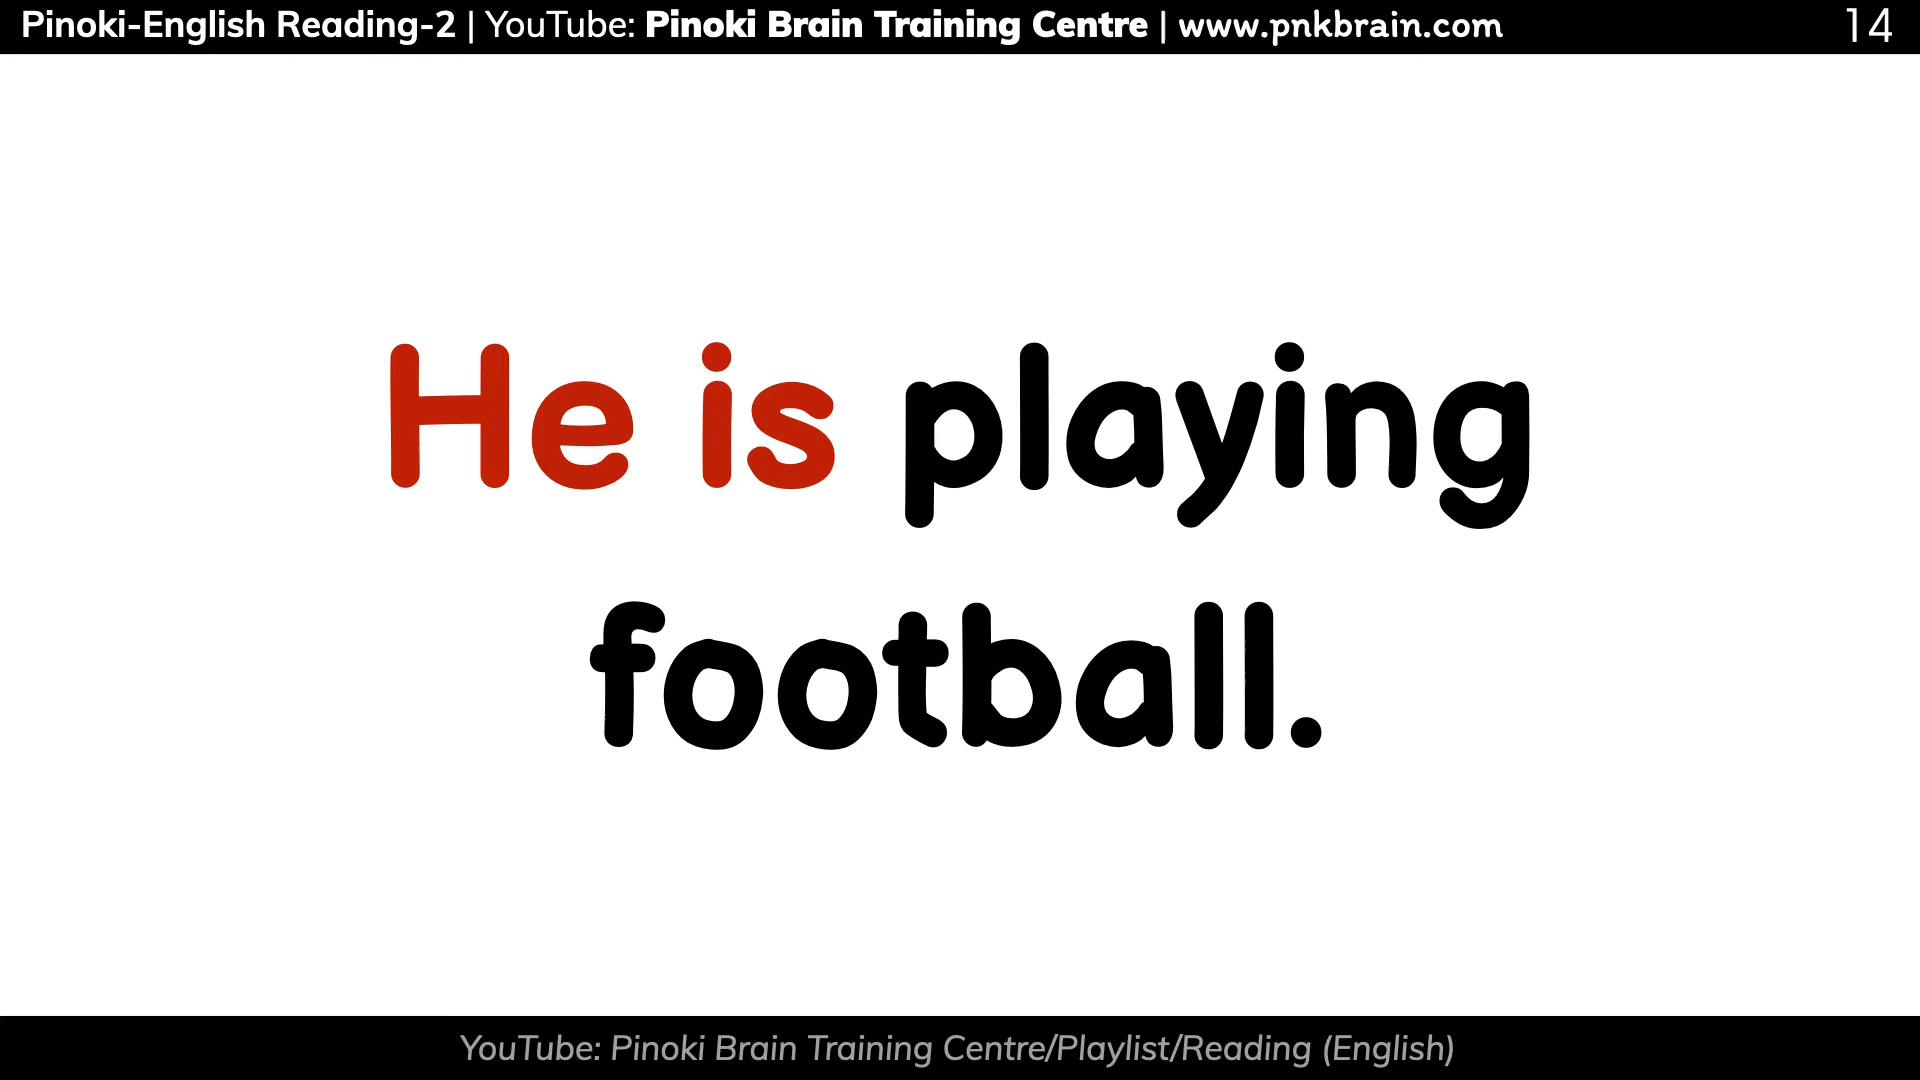 Pinoki-English Reading-2 | YouTube: Pinoki Brain Training Centre | www.pnkbrain.com 14
He is playing
football.
YouTube: Pinoki Brain Training Centre/Playlist/Reading (English)